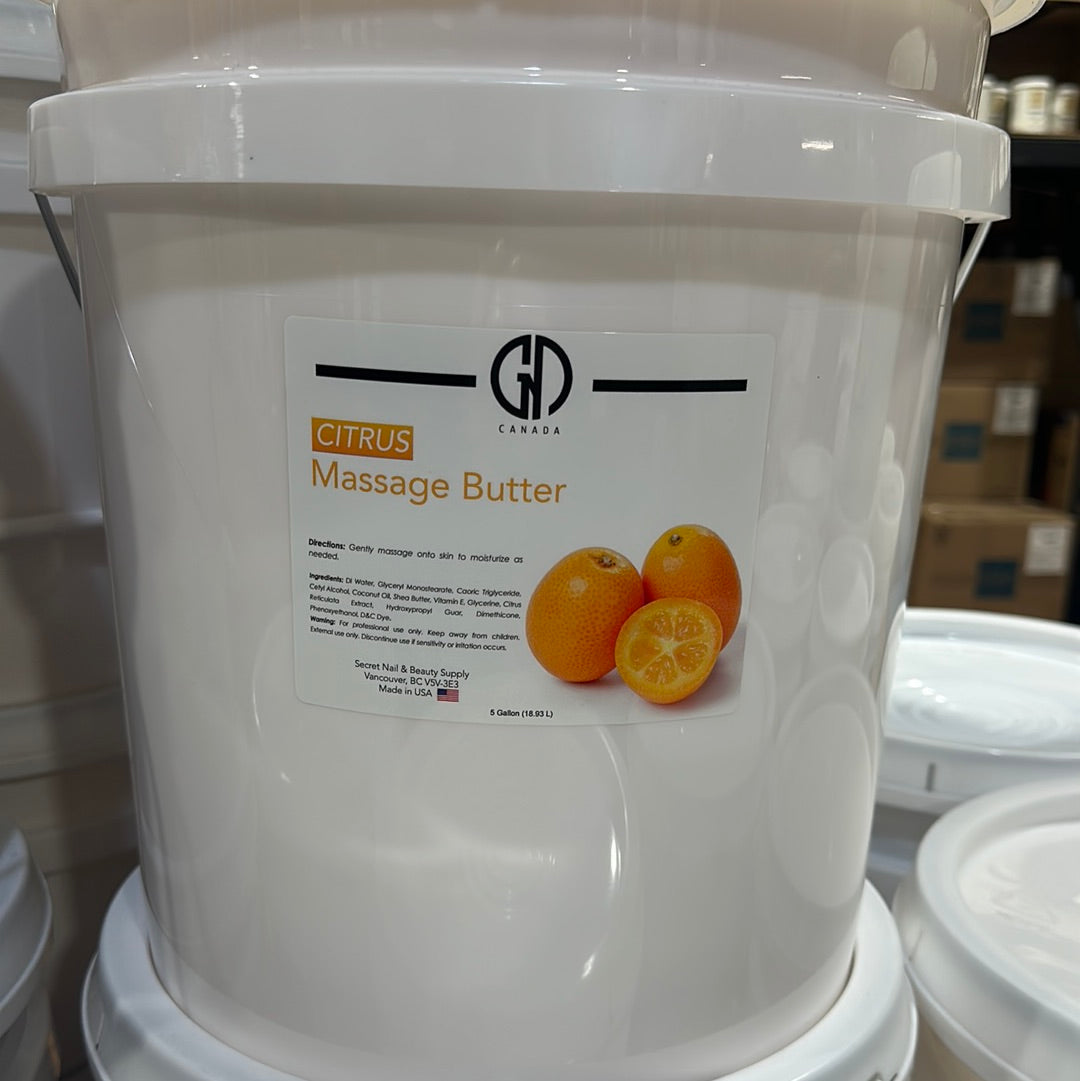 GND
CANADA
CITRUS
Massage Butter
Directions: Gently massage onto skin to moisturize as
needed.
Ingredients: DI Water, Glyceryl Monostearate, Caoric Triglyceride,
Cetyl Alcohol, Coconut Oil, Shea Butter, Vitamin E, Glycerine, Citrus
Reticulata Extract, Hydroxypropyl Guar, Dimethicone,
Phenoxyethanol, D&C Dye.
Warning: For professional use only. Keep away from children.
External use only. Discontinue use if sensitivity or irritation occurs.
Secret Nail & Beauty Supply
Vancouver, BC V5V-3E3
Made in USA
5 Gallon (18.93 L)